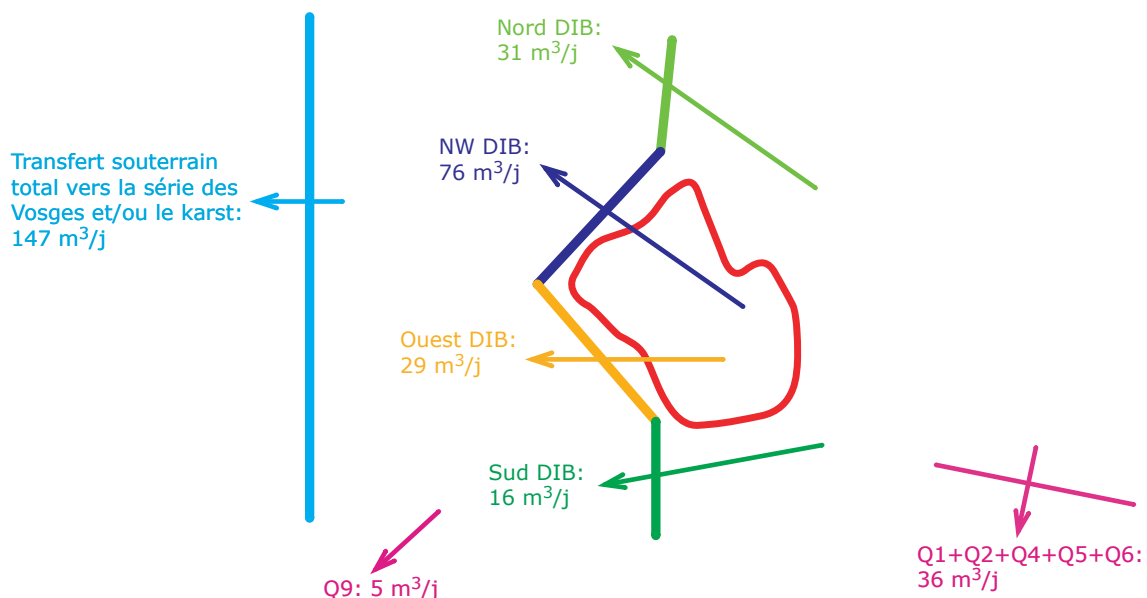 Nord DIB:
31 m³/j
NW DIB:
76 m³/j
Transfert souterrain
total vers la série des
Vosges et/ou le karst:
147 m³/j
Ouest DIB:
29 m³/j
Sud DIB:
16 m³/j
Q9: 5 m³/j
Q1+Q2+Q4+Q5+Q6:
36 m³/j